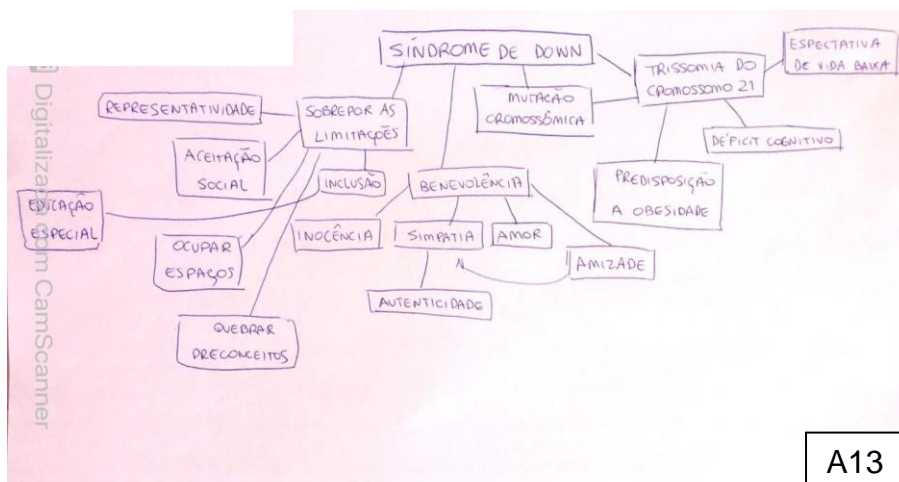 SÍNDROME DE DOWN
ESPECTATIVA
DE VIDA BAIXA
TRISSOMIA DO
CROMOSSOMO 21
MUTAÇÃO
CROMOSSÔMICA
DÉFICIT COGNITIVO
PREDISPOSIÇÃO
A OBESIDADE
REPRESENTATIVIDADE
SOBREPOR AS
LIMITAÇÕES
ACEITAÇÃO
SOCIAL
INCLUSÃO
EDUCAÇÃO
ESPECIAL
OCUPAR
ESPAÇOS
QUEBRAR
PRECONCEITOS
BENEVOLÊNCIA
INOCÊNCIA
SIMPATIA
AMOR
AMIZADE
AUTENTICIDADE
Digitalizada com CamScanner
A13